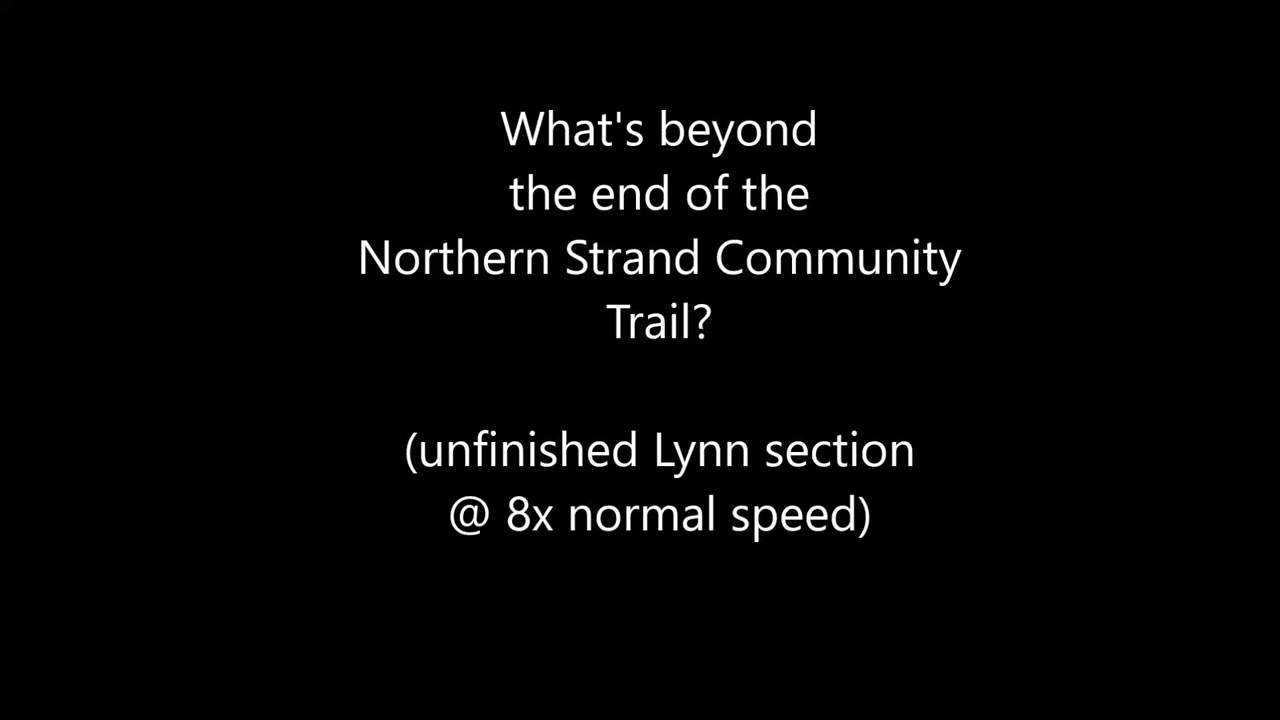 What's beyond
the end of the
Northern Strand Community
Trail?
(unfinished Lynn section
@ 8x normal speed)